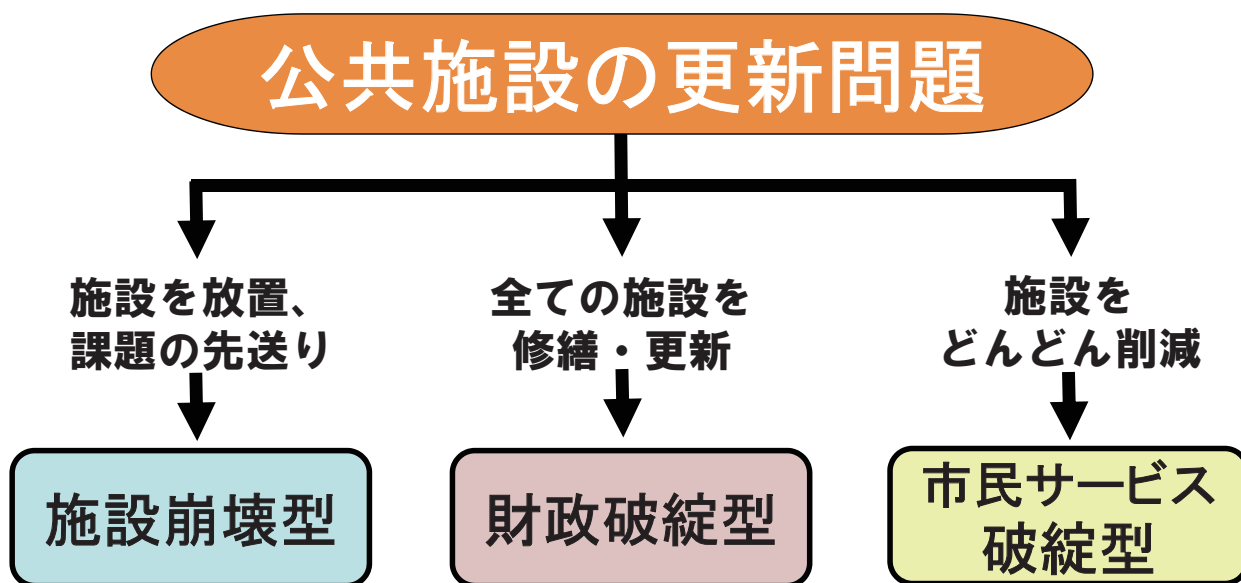 公共施設の更新問題
施設を放置、
課題の先送り
全ての施設を
修繕・更新
施設を
どんどん削減
施設崩壊型
財政破綻型
市民サービス
破綻型